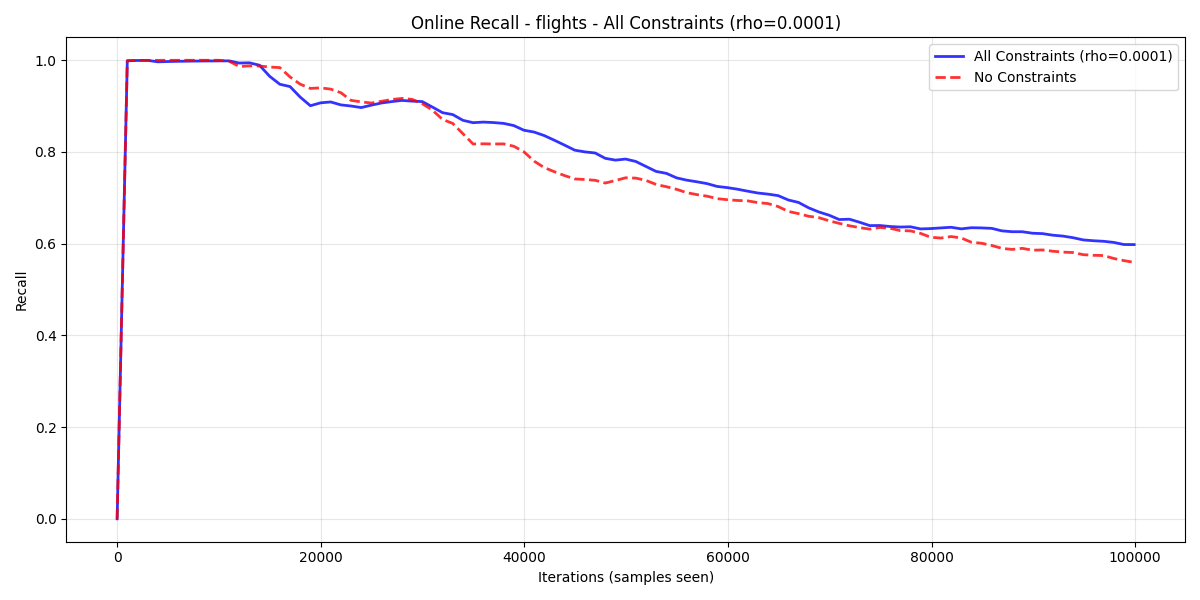 Online Recall - flights - All Constraints (rho=0.0001)
All Constraints (rho=0.0001)
No Constraints
1.0
0.8
0.6
0.4
0.2
0.0
Recall
0 20000 40000 60000 80000 100000
Iterations (samples seen)